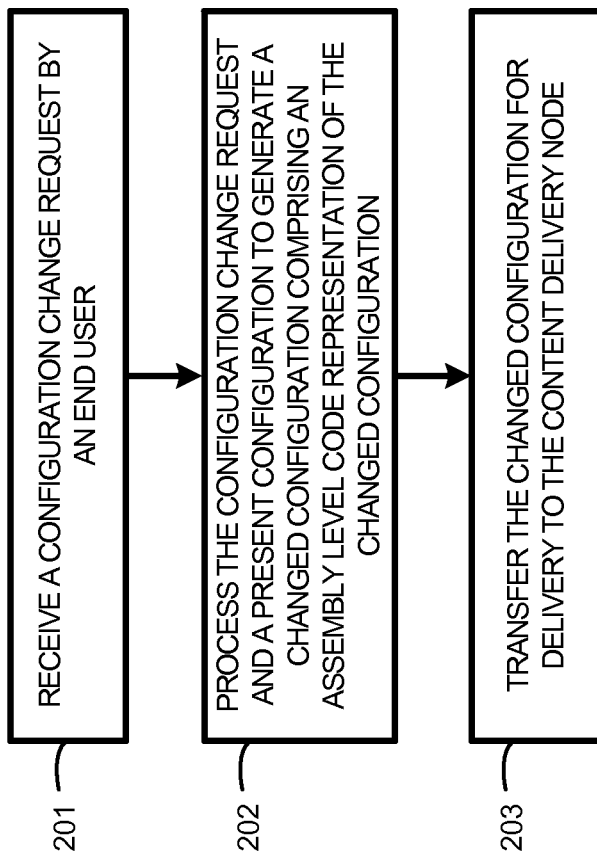 RECEIVE A CONFIGURATION CHANGE REQUEST BY
AN END USER
201
PROCESS THE CONFIGURATION CHANGE REQUEST
AND A PRESENT CONFIGURATION TO GENERATE A
CHANGED CONFIGURATION COMPRISING AN
ASSEMBLY LEVEL CODE REPRESENTATION OF THE
CHANGED CONFIGURATION
202
TRANSFER THE CHANGED CONFIGURATION FOR
DELIVERY TO THE CONTENT DELIVERY NODE
203